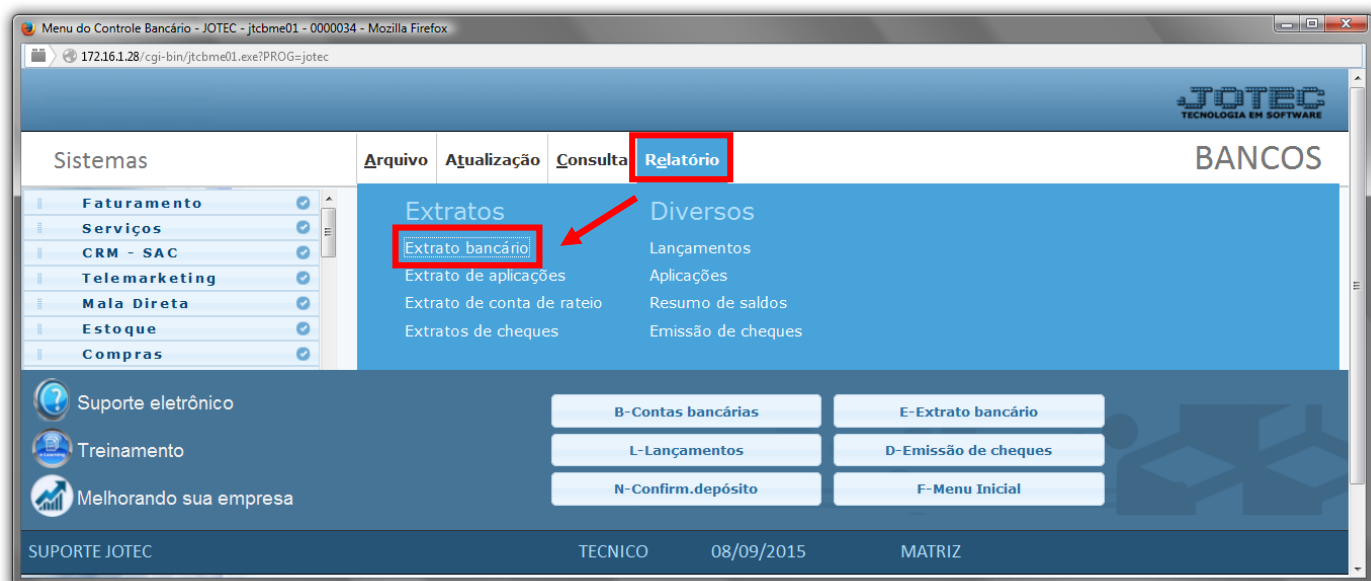 Menu do Controle Bancário - JOTEC - jtcbme01 - 0000034 - Mozilla Firefox
172.16.1.28/cgi-bin/jtcbme01.exe?PROG=jotec
JOTEC
TECNOLOGIA EM SOFTWARE
Sistemas
Arquivo Atualização Consulta Relatório
BANCOS
Faturamento
Serviços
CRM - SAC
Telemarketing
Mala Direta
Estoque
Compras
Extratos
Extrato bancário
Extrato de aplicações
Extrato de conta de rateio
Extratos de cheques
Diversos
Lançamentos
Aplicações
Resumo de saldos
Emissão de cheques
Suporte eletrônico
Treinamento
Melhorando sua empresa
B-Contas bancárias E-Extrato bancário
L-Lançamentos D-Emissão de cheques
N-Confirm.depósito F-Menu Inicial
SUPORTE JOTEC TECNICO 08/09/2015 MATRIZ